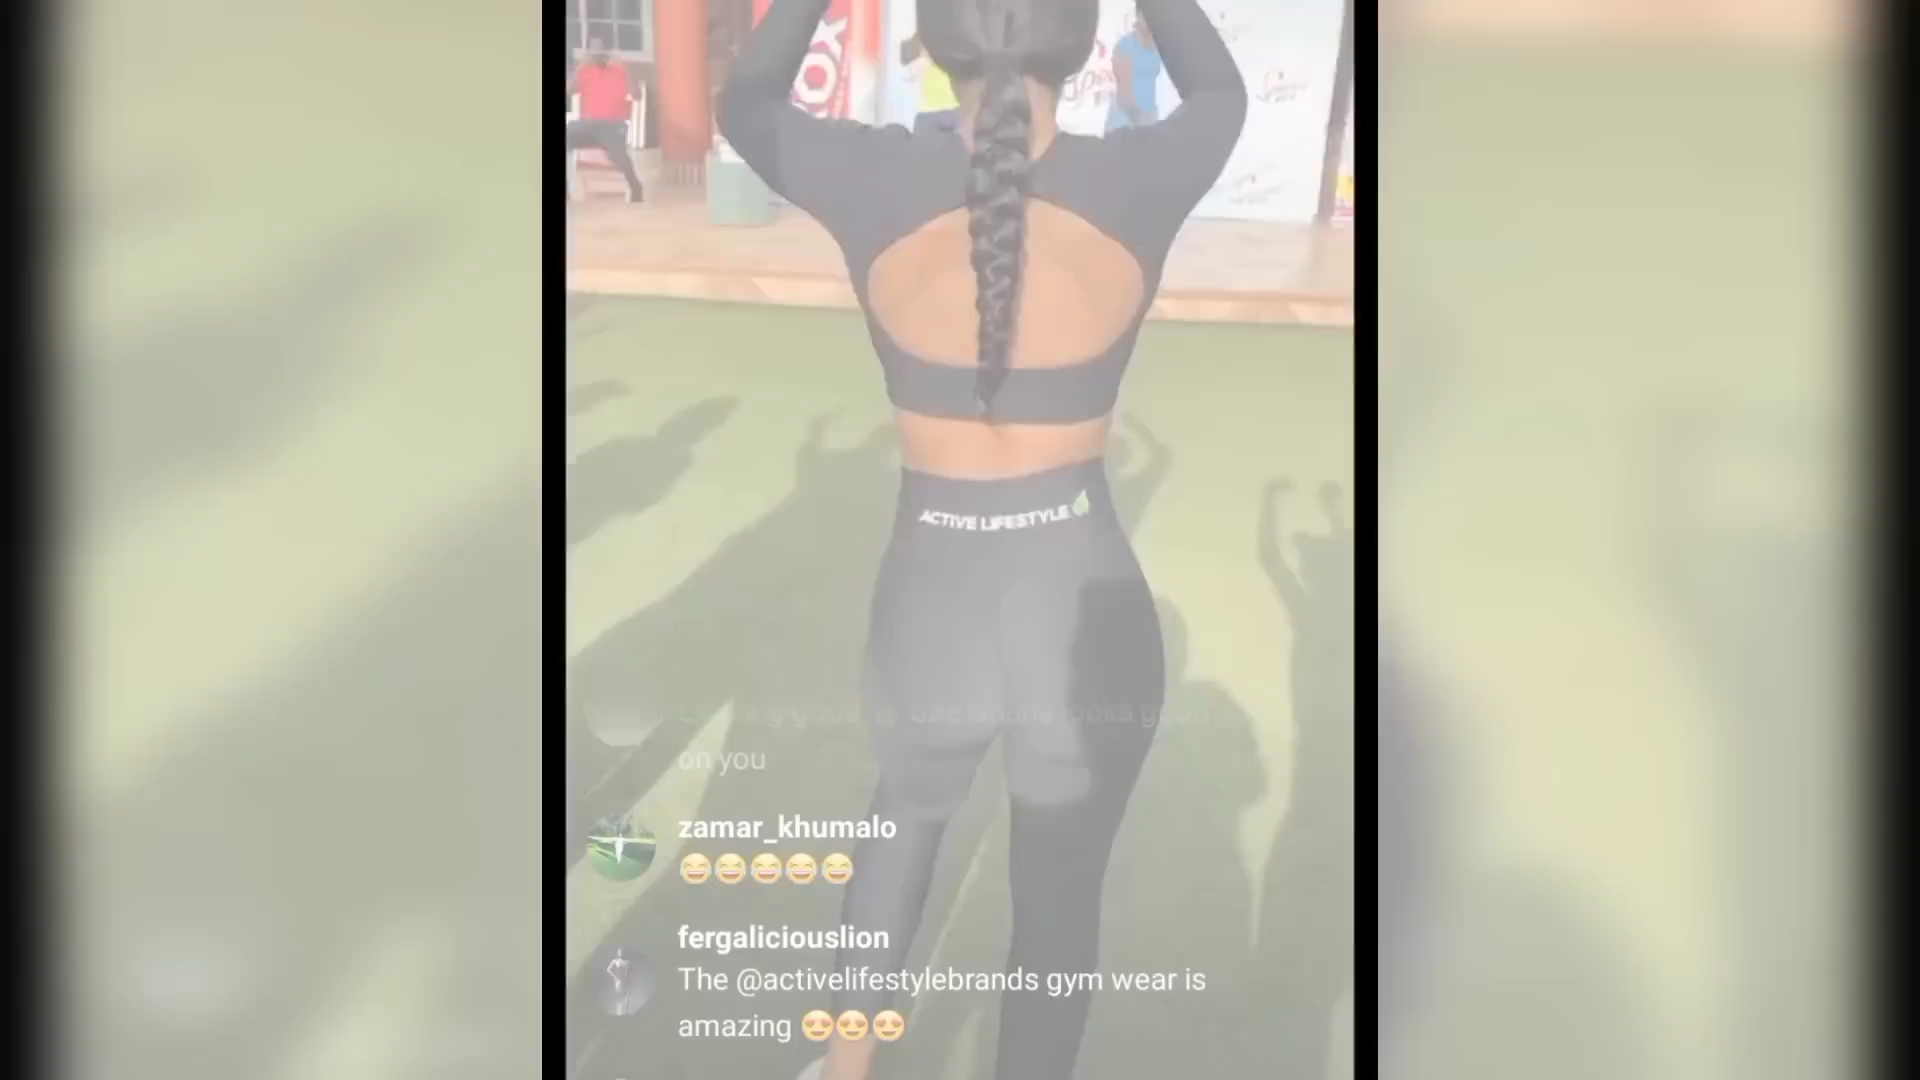 ACTIVE LIFESTYLE
on you
zamar_khumalo
😂😂😂😂😂
fergaliciouslion
The @activelifestylebrands gym wear is
amazing 😍😍😍